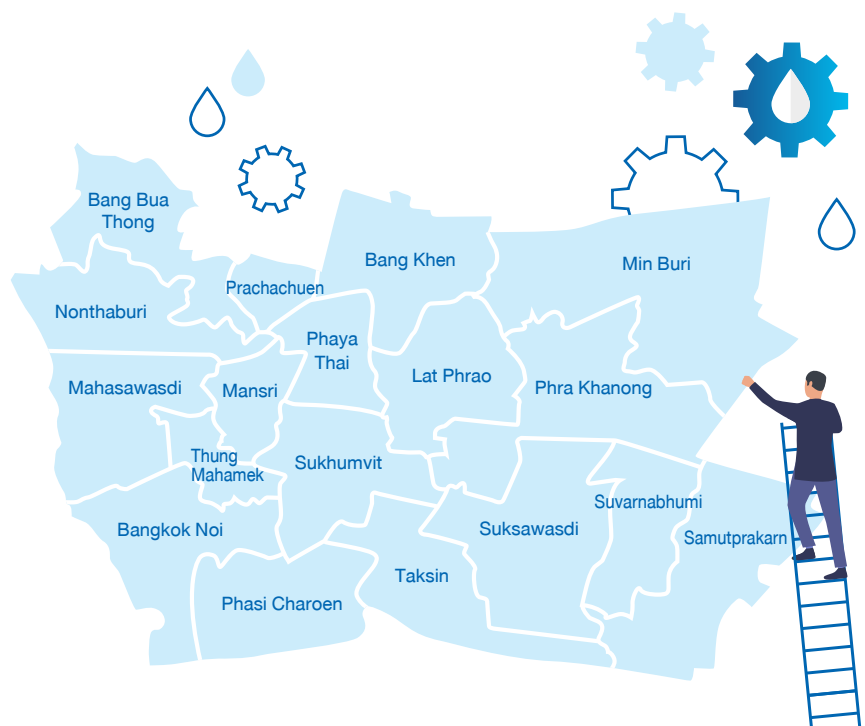 Bang Bua
Thong
Bang Khen
Min Buri
Prachachuen
Nonthaburi
Phaya
Thai
Mahasawasdi
Mansri
Lat Phrao
Phra Khanong
Thung
Mahamek
Sukhumvit
Bangkok Noi
Suksawasdi
Suvarnabhumi
Samutprakarn
Phasi Charoen
Taksin